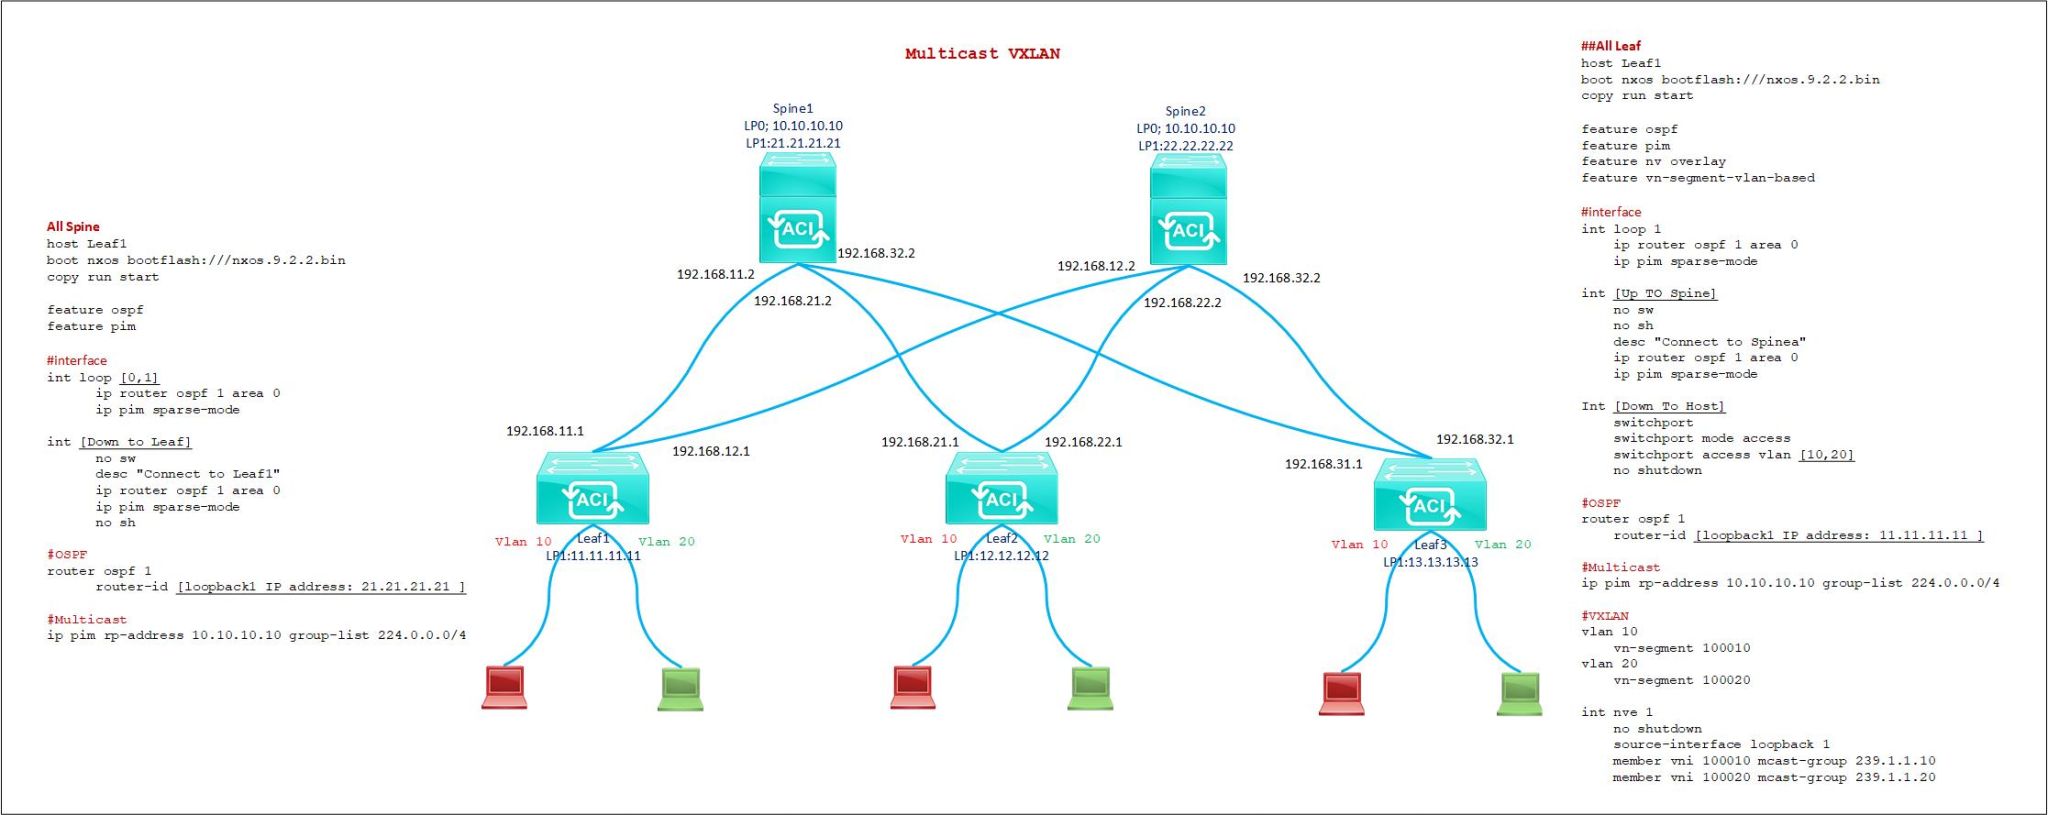 Multicast VXLAN
All Spine
host Leaf1
boot nxos bootflash:///nxos.9.2.2.bin
copy run start
feature ospf
feature pim
#interface
int loop [0,1]
ip router ospf 1 area 0
ip pim sparse-mode
int [Down to Leaf]
no sw
desc "Connect to Leaf1"
ip router ospf 1 area 0
ip pim sparse-mode
no sh
#OSPF
router ospf 1
router-id [loopback1 IP address: 21.21.21.21 ]
#Multicast
ip pim rp-address 10.10.10.10 group-list 224.0.0.0/4
Spine1
LP0; 10.10.10.10
LP1:21.21.21.21
ACI
Spine2
LP0; 10.10.10.10
LP1:22.22.22.22
ACI
192.168.32.2
192.168.11.2
192.168.21.2
192.168.12.2
192.168.32.2
192.168.22.2
192.168.11.1
192.168.12.1
192.168.21.1
192.168.22.1
192.168.31.1
192.168.32.1
ACI
Vlan 10
Leaf1
Vlan 20
LP1:11.11.11.11
ACI
Vlan 10
Leaf2
Vlan 20
LP1:12.12.12.12
ACI
Vlan 10
Leaf3
Vlan 20
LP1:13.13.13.13
##All Leaf
host Leaf1
boot nxos bootflash:///nxos.9.2.2.bin
copy run start
feature ospf
feature pim
feature nv overlay
feature vn-segment-vlan-based
#interface
int loop 1
ip router ospf 1 area 0
ip pim sparse-mode
int [Up TO Spine]
no sw
no sh
desc "Connect to Spinea"
ip router ospf 1 area 0
ip pim sparse-mode
Int [Down To Host]
switchport
switchport mode access
switchport access vlan [10,20]
no shutdown
#OSPF
router ospf 1
router-id [loopback1 IP address: 11.11.11.11 ]
#Multicast
ip pim rp-address 10.10.10.10 group-list 224.0.0.0/4
#VXLAN
vlan 10
vn-segment 100010
vlan 20
vn-segment 100020
int nve 1
no shutdown
source-interface loopback 1
member vni 100010 mcast-group 239.1.1.10
member vni 100020 mcast-group 239.1.1.20